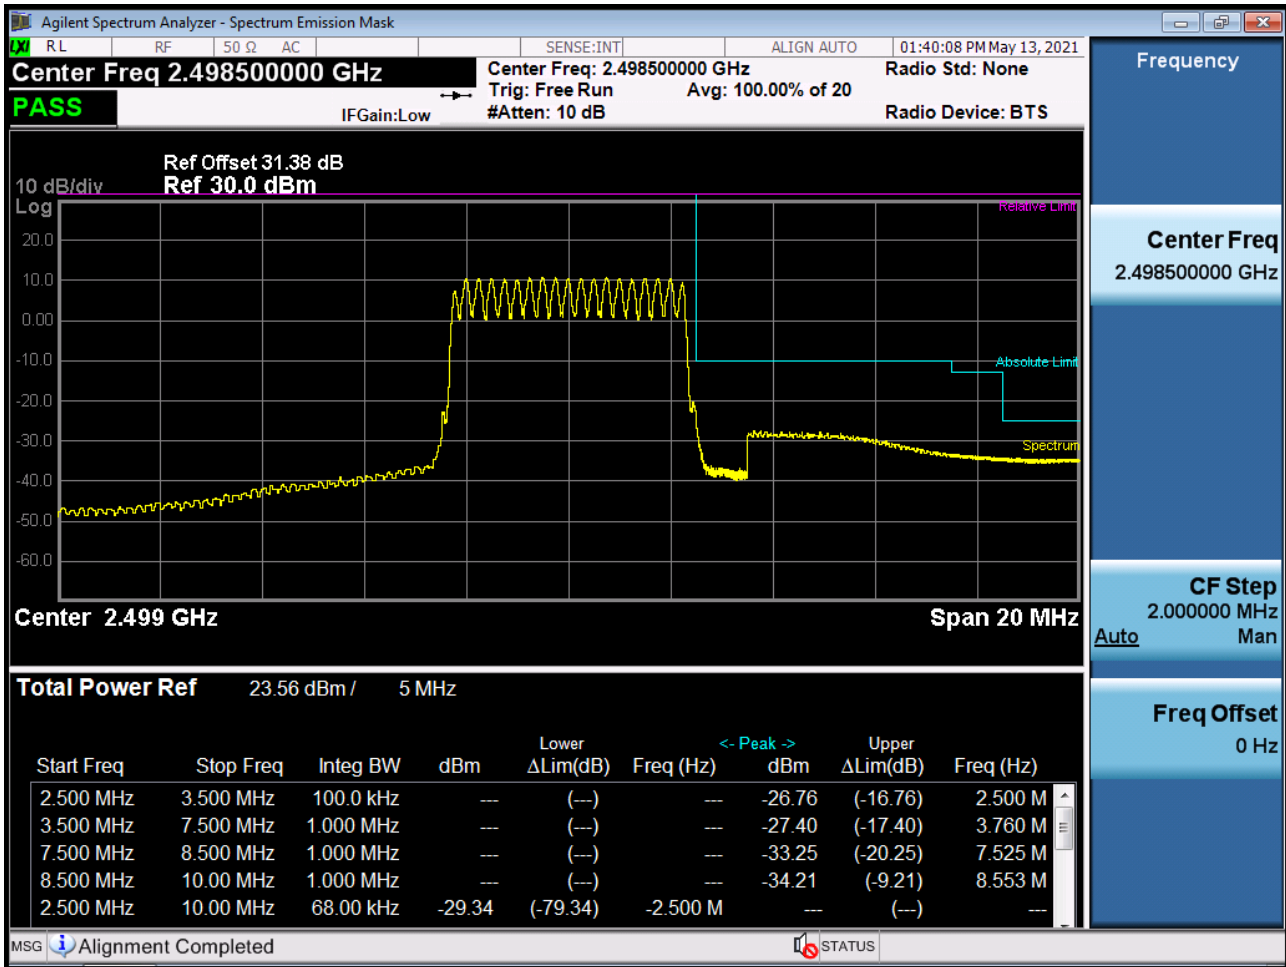 Agilent Spectrum Analyzer - Spectrum Emission Mask
LXI RL RF 50 Ω AC SENSE:INT ALIGN AUTO 01:40:08 PM May 13, 2021
Center Freq 2.498500000 GHz
Center Freq: 2.498500000 GHz
Radio Std: None
Trig: Free Run
Avg: 100.00% of 20
PASS
IFGain:Low
#Atten: 10 dB
Radio Device: BTS
Ref Offset 31.38 dB
10 dB/div Ref 30.0 dBm
Log
Relative Limit
20.0
10.0
0.00
-10.0
Absolute Limit
-20.0
-30.0
Spectrum
-40.0
-50.0
-60.0
Center 2.499 GHz
Span 20 MHz
Total Power Ref 23.56 dBm / 5 MHz
Lower <- Peak -> Upper
Start Freq Stop Freq Integ BW dBm ΔLim(dB) Freq (Hz) dBm ΔLim(dB) Freq (Hz)
2.500 MHz 3.500 MHz 100.0 kHz --- (---) --- -26.76 (-16.76) 2.500 M
3.500 MHz 7.500 MHz 1.000 MHz --- (---) --- -27.40 (-17.40) 3.760 M
7.500 MHz 8.500 MHz 1.000 MHz --- (---) --- -33.25 (-20.25) 7.525 M
8.500 MHz 10.00 MHz 1.000 MHz --- (---) --- -34.21 (-9.21) 8.553 M
2.500 MHz 10.00 MHz 68.00 kHz -29.34 (-79.34) -2.500 M --- (---) ---
MSG Alignment Completed STATUS
Frequency
Center Freq
2.498500000 GHz
CF Step
2.000000 MHz
Auto Man
Freq Offset
0 Hz